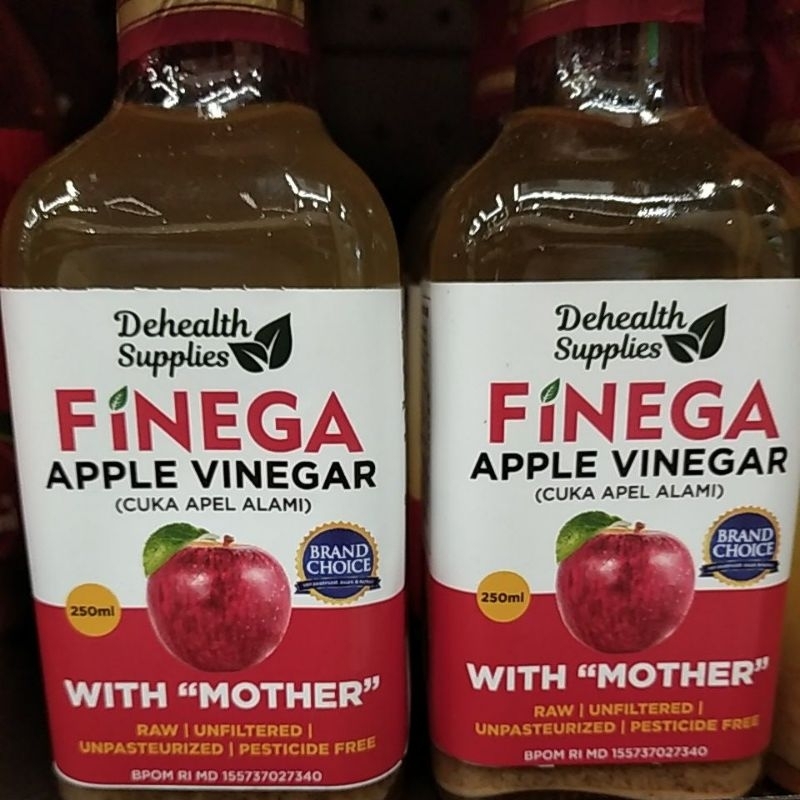 Dehealth
Supplies
FiNEGA
APPLE VINEGAR
(CUKA APEL ALAMI)
BRAND
CHOICE
250ml
WITH “MOTHER”
RAW | UNFILTERED |
UNPASTEURIZED | PESTICIDE FREE
BPOM RI MD 155737027340
Dehealth
Supplies
FiNEGA
APPLE VINEGAR
(CUKA APEL ALAMI)
BRAND
CHOICE
250ml
WITH “MOTHER”
RAW | UNFILTERED |
UNPASTEURIZED | PESTICIDE FREE
BPOM RI MD 155737027340